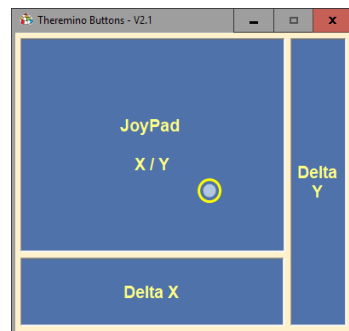 Theremino Buttons - V2.1
JoyPad
X / Y
Delta
Y
Delta X